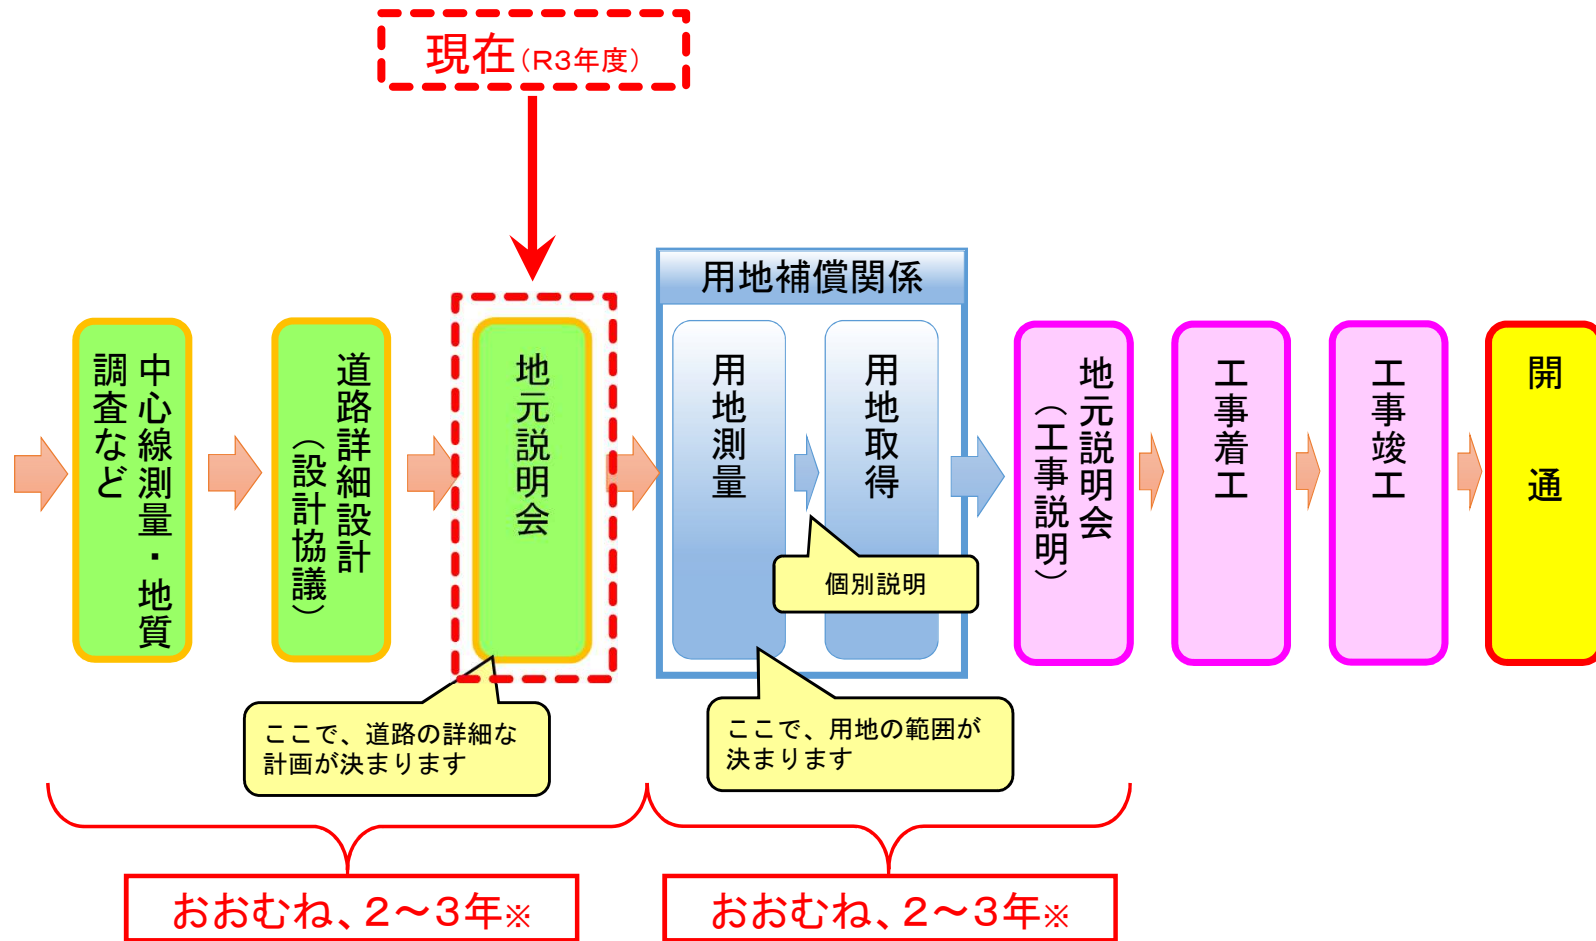 現在(R3年度)
用地補償関係
中心線測量・地質
調査など
道路詳細設計
(設計協議)
地元説明会
用地測量
用地取得
地元説明会
(工事説明)
工事着工
工事竣工
開通
個別説明
ここで、道路の詳細な
計画が決まります
ここで、用地の範囲が
決まります
おおむね、2~3年※
おおむね、2~3年※